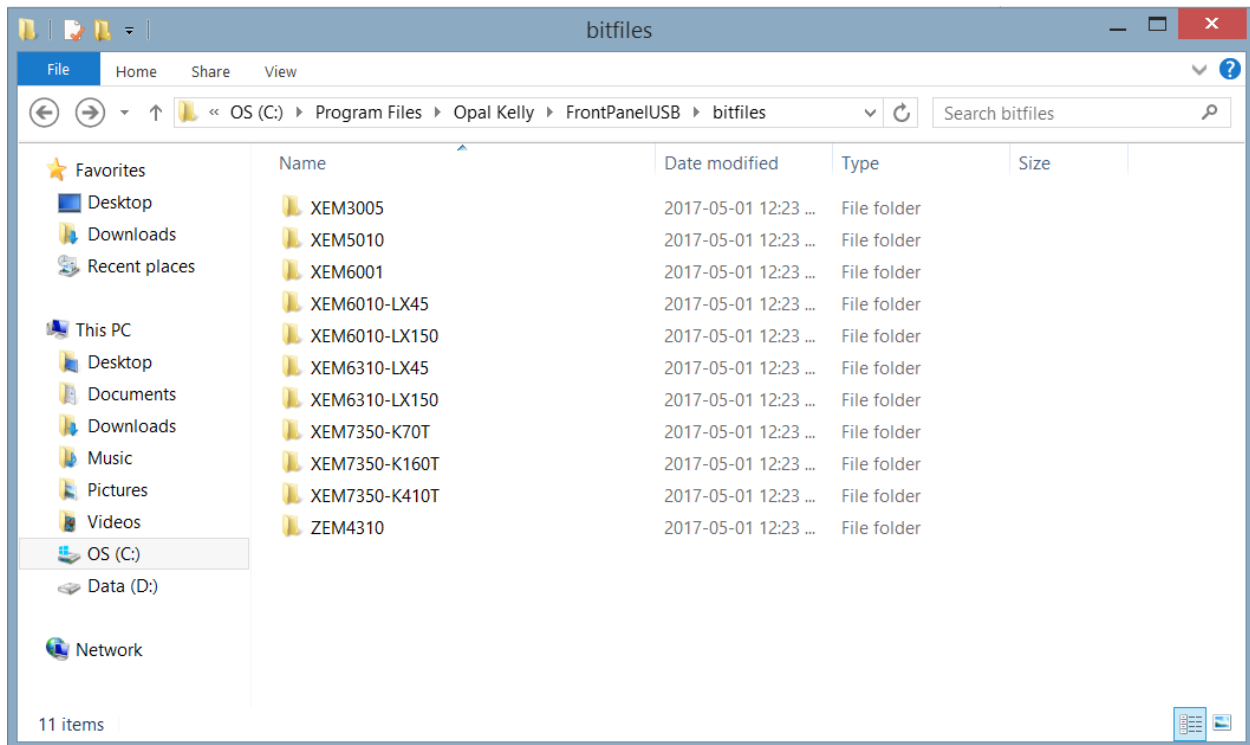 bitfiles
File Home Share View
« OS (C:) Program Files Opal Kelly FrontPanelUSB bitfiles Search bitfiles
Favorites
Desktop
Downloads
Recent places
This PC
Desktop
Documents
Downloads
Music
Pictures
Videos
OS (C:)
Data (D:)
Network
Name Date modified Type Size
XEM3005 2017-05-01 12:23 ... File folder
XEM5010 2017-05-01 12:23 ... File folder
XEM6001 2017-05-01 12:23 ... File folder
XEM6010-LX45 2017-05-01 12:23 ... File folder
XEM6010-LX150 2017-05-01 12:23 ... File folder
XEM6310-LX45 2017-05-01 12:23 ... File folder
XEM6310-LX150 2017-05-01 12:23 ... File folder
XEM7350-K70T 2017-05-01 12:23 ... File folder
XEM7350-K160T 2017-05-01 12:23 ... File folder
XEM7350-K410T 2017-05-01 12:23 ... File folder
ZEM4310 2017-05-01 12:23 ... File folder
11 items